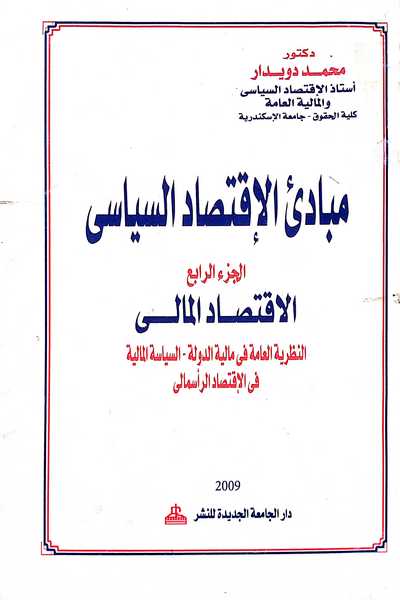 دكتور
محمد دويدار
أستاذ الإقتصاد السياسى
والمالية العامة
كلية الحقوق - جامعة الإسكندرية
مبادئ الإقتصاد السياسى
الجزء الرابع
الاقتصاد المالى
النظرية العامة فى مالية الدولة - السياسة المالية
فى الإقتصاد الرأسمالى
2009
دار الجامعة الجديدة للنشر